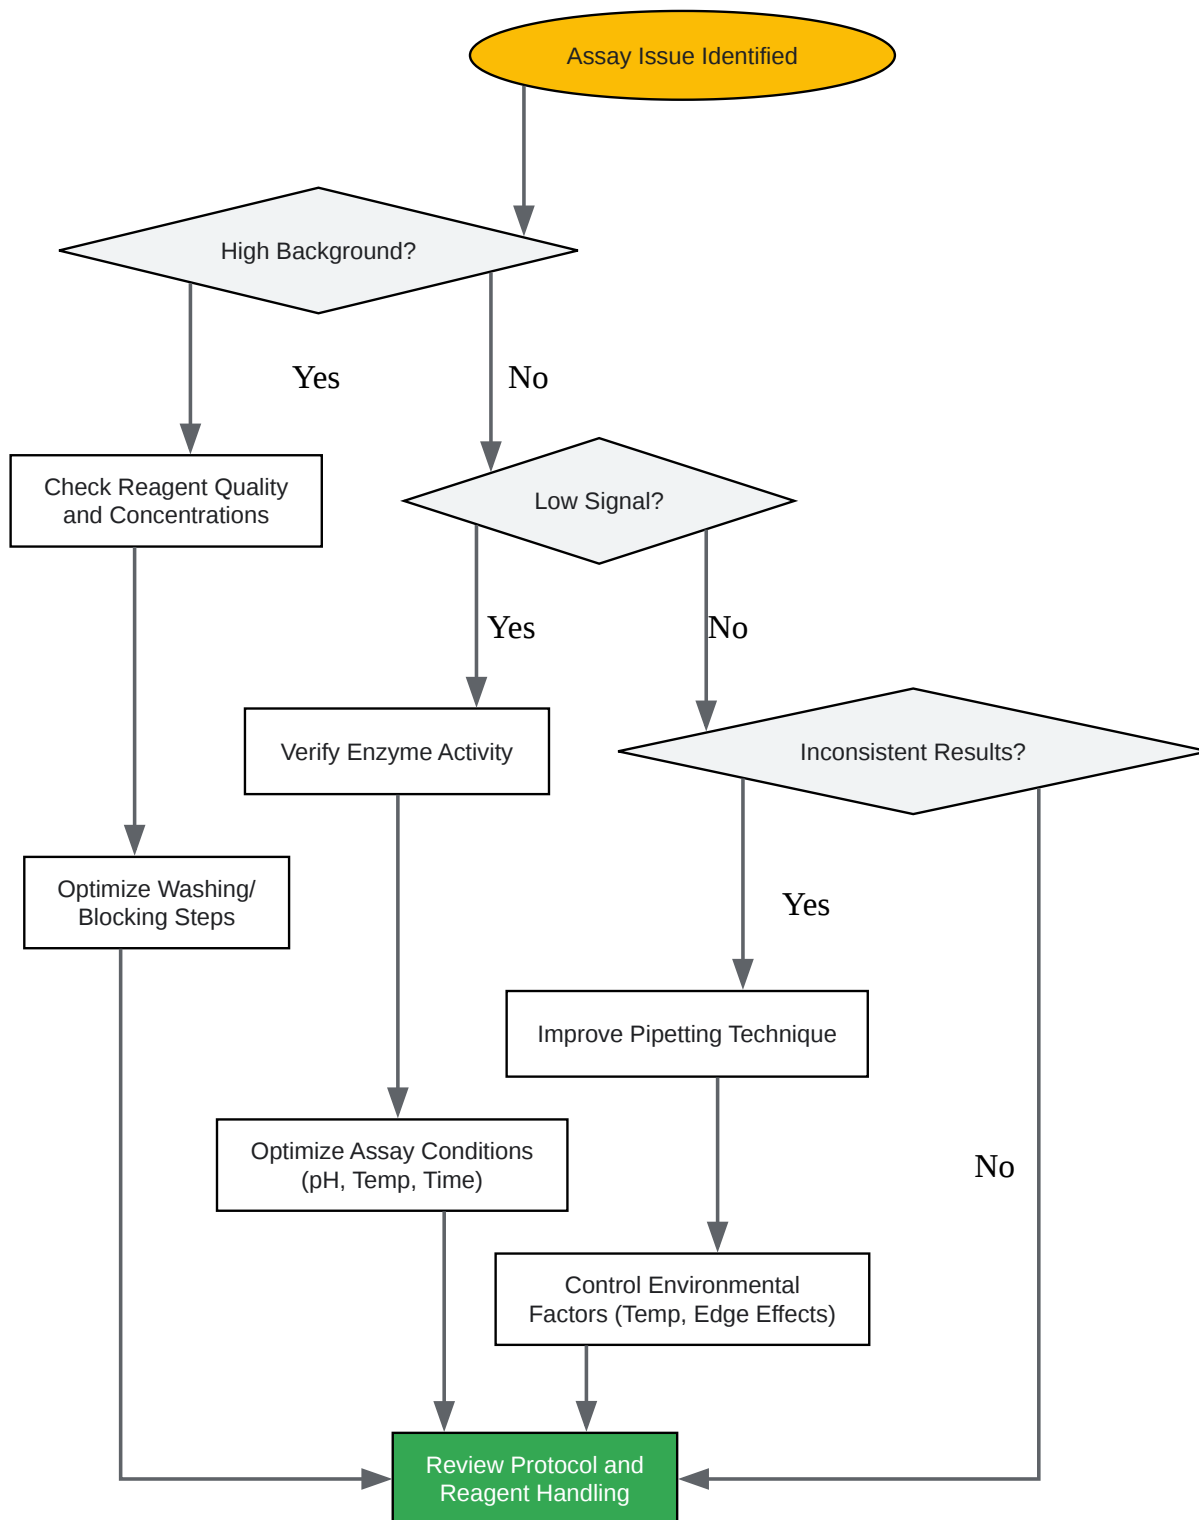 Assay Issue Identified
High Background?
Yes
No
Check Reagent Quality
and Concentrations
Low Signal?
Yes
No
Verify Enzyme Activity
Inconsistent Results?
Optimize Washing/
Blocking Steps
Yes
Improve Pipetting Technique
Optimize Assay Conditions
(pH, Temp, Time)
No
Control Environmental
Factors (Temp, Edge Effects)
Review Protocol and
Reagent Handling